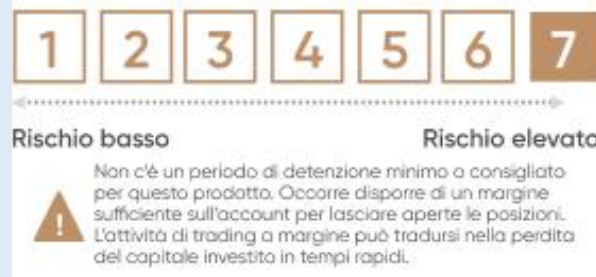 1 2 3 4 5 6 7
Rischio basso Rischio elevato
Non c'è un periodo di detenzione minimo o consigliato
per questo prodotto. Occorre disporre di un margine
sufficiente sull'account per lasciare aperte le posizioni.
L'attività di trading a margine può tradursi nella perdita
del capitale investito in tempi rapidi.